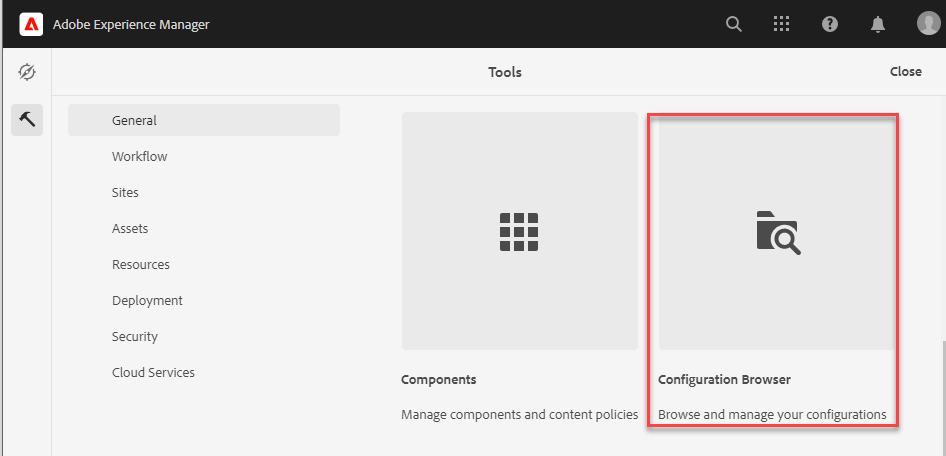 Adobe Experience Manager
Tools
Close
General
Workflow
Sites
Assets
Resources
Deployment
Security
Cloud Services
Components
Manage components and content policies
Configuration Browser
Browse and manage your configurations